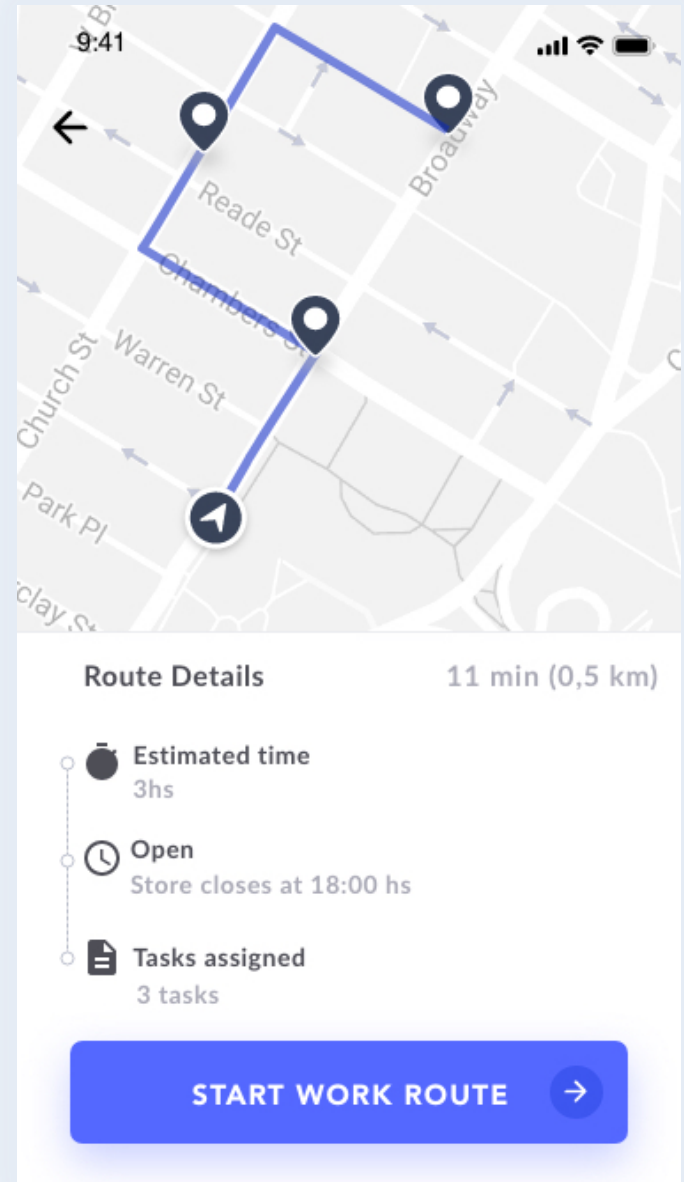 9:41
Broadway
Reade St
Chambers St
Warren St
Church St
Park Pl
clay St
Route Details
11 min (0,5 km)
Estimated time
3hs
Open
Store closes at 18:00 hs
Tasks assigned
3 tasks
START WORK ROUTE